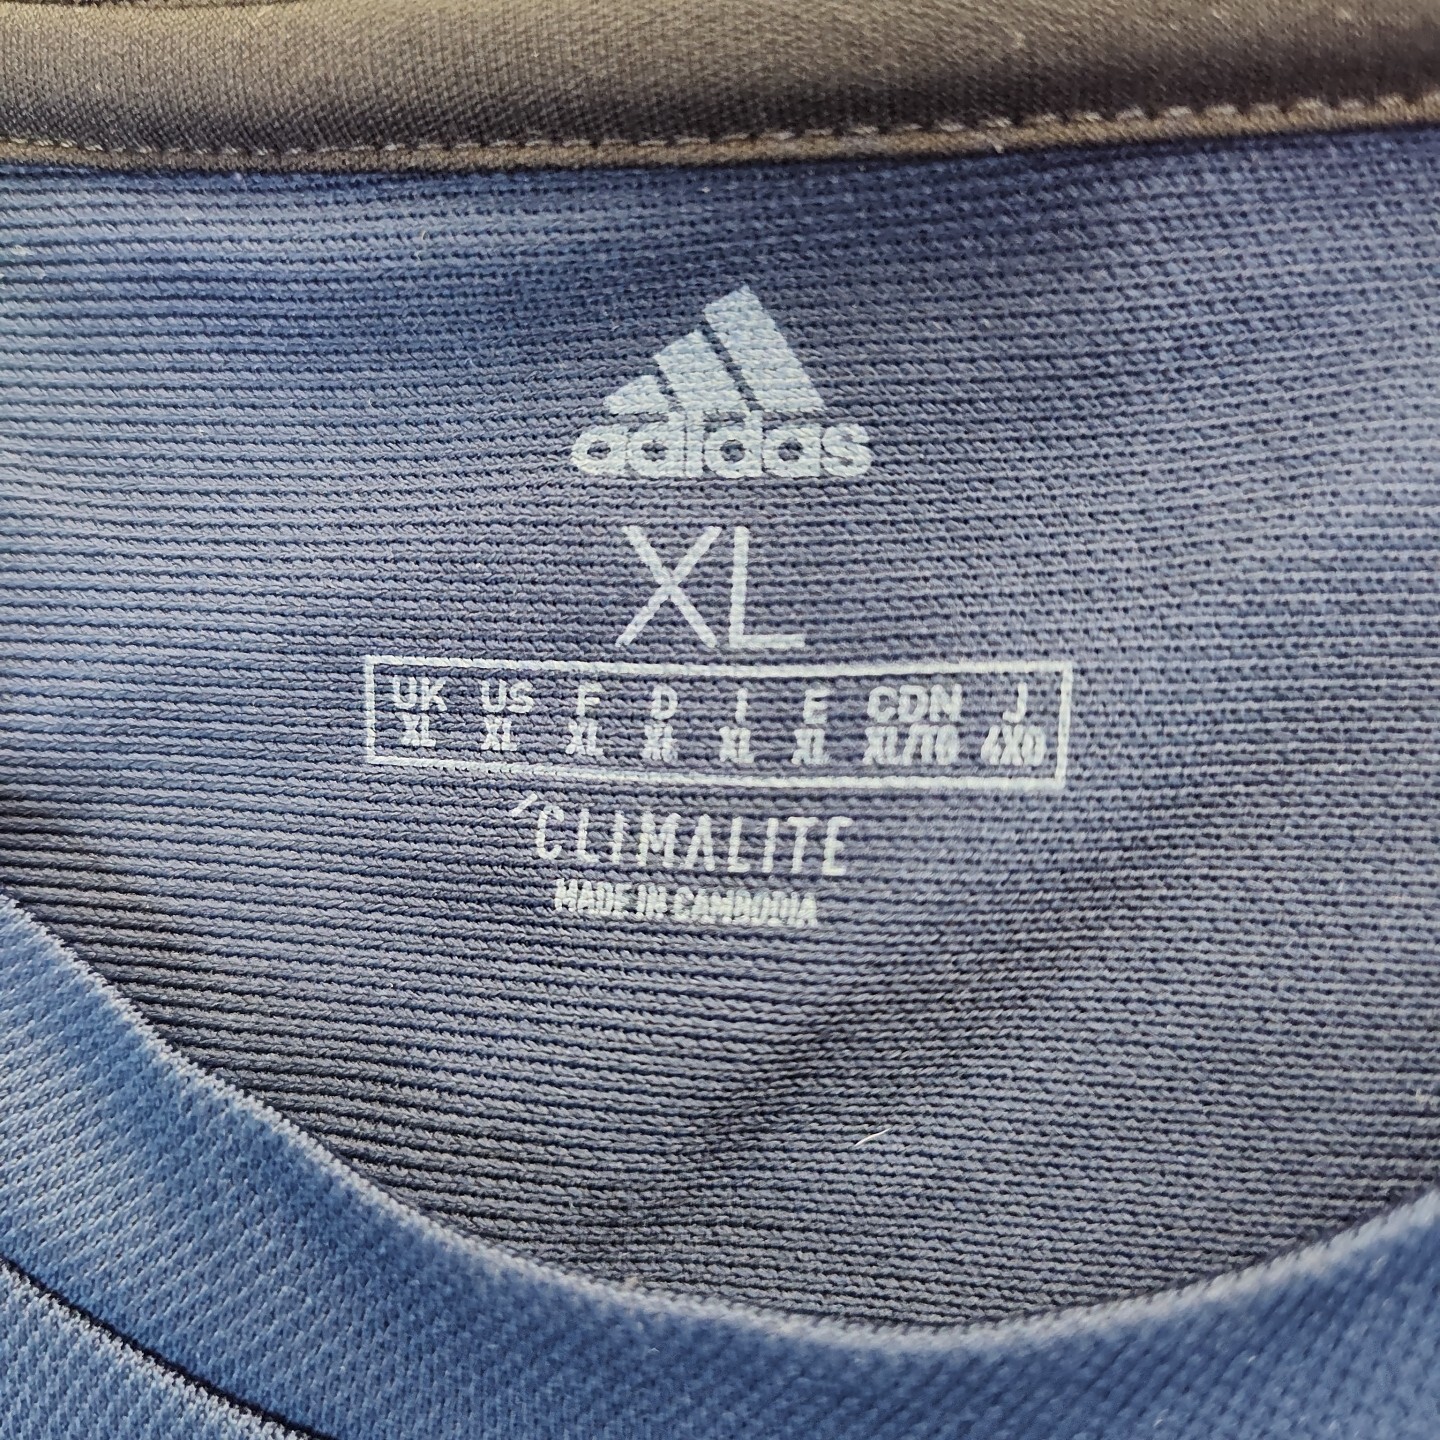 adidas
XL
UK US F D I E CDN J
XL XL XL XL XL XL XL/TG 4XO
CLIMALITE
MADE IN CAMBODIA